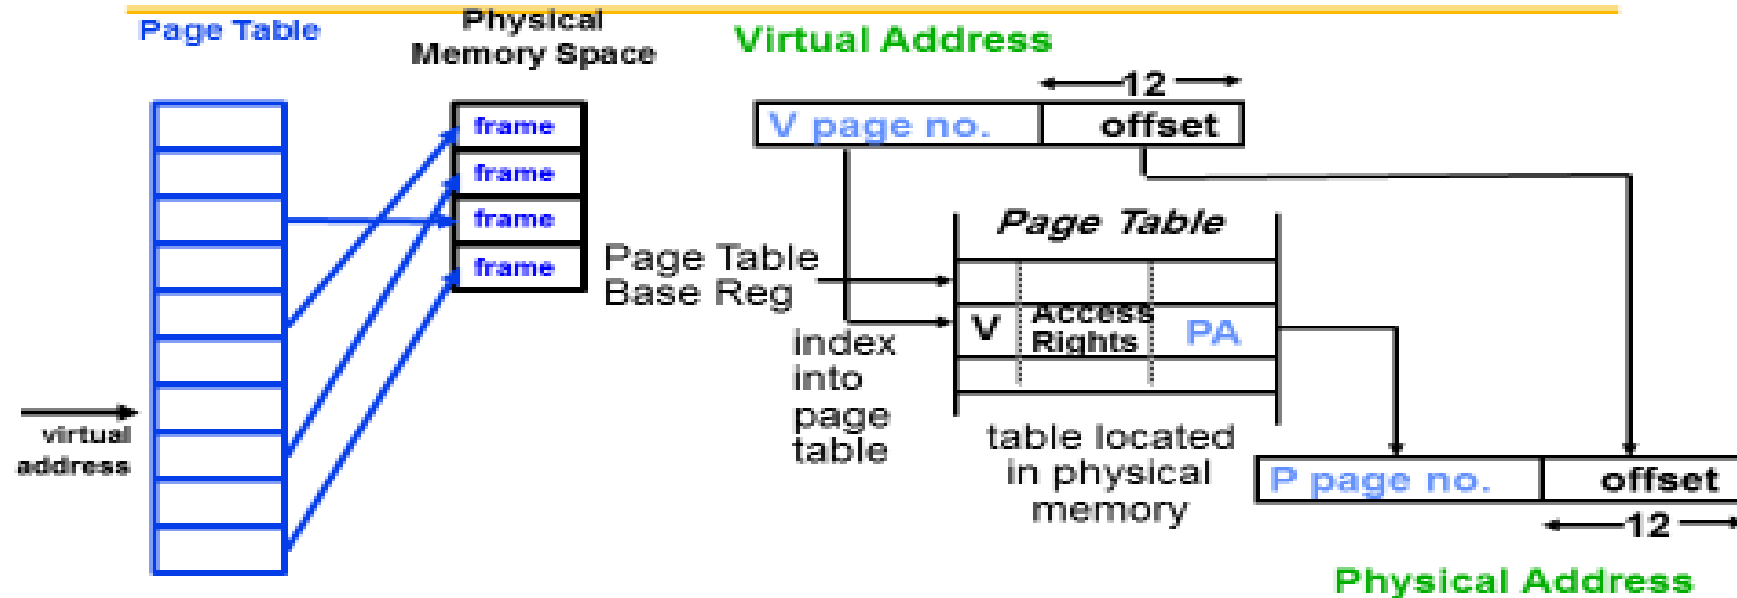 Page Table
Physical
Memory Space
frame
frame
frame
frame
virtual
address
Virtual Address
12
V page no.
offset
Page Table
Page Table
Base Reg
V
Access
Rights
PA
index
into
page
table
table located
in physical
memory
P page no.
offset
12
Physical Address